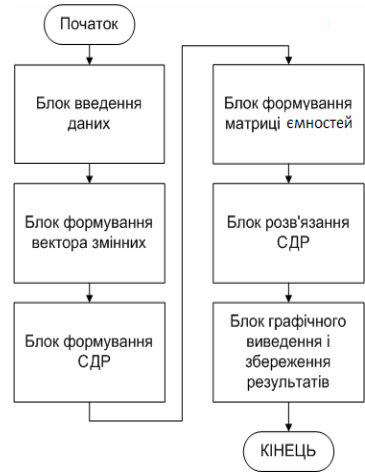 Початок
Блок введення
даних
Блок формування
вектора змінних
Блок формування
СДР
Блок формування
матриці ємностей
Блок розв'язання
СДР
Блок графічного
виведення і
збереження
результатів
КІНЕЦЬ